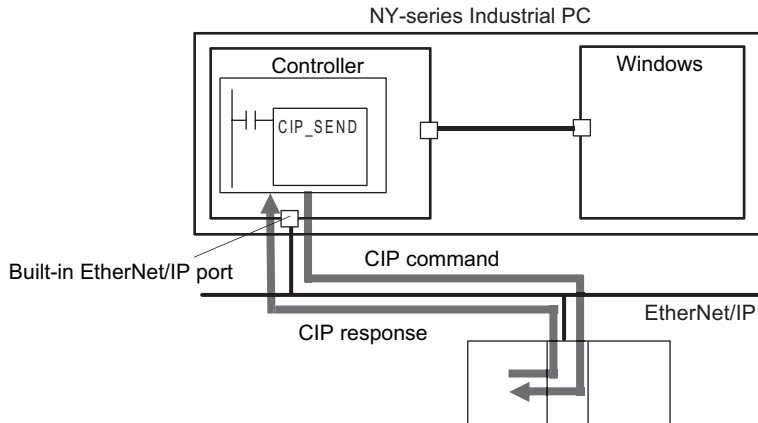 NY-series Industrial PC
Controller
Windows
CIP_SEND
Built-in EtherNet/IP port
CIP command
EtherNet/IP
CIP response